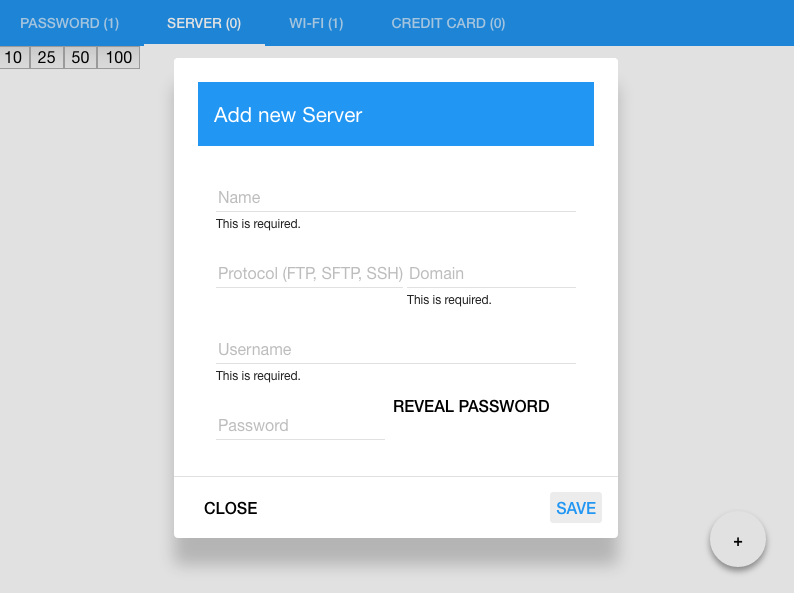 PASSWORD (1) SERVER (0) WI-FI (1) CREDIT CARD (0)
10 25 50 100
Add new Server
Name
This is required.
Protocol (FTP, SFTP, SSH) Domain
This is required.
Username
This is required.
REVEAL PASSWORD
Password
CLOSE SAVE
+